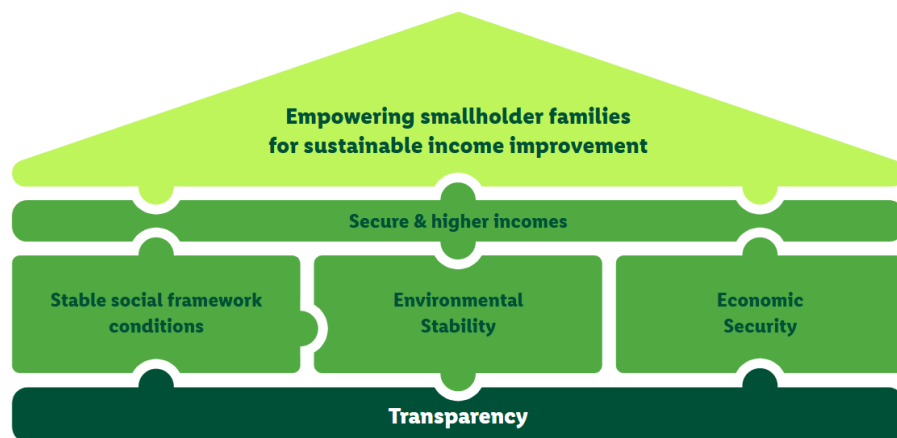 Empowering smallholder families
for sustainable income improvement
Secure & higher incomes
Stable social framework
conditions
Environmental
Stability
Economic
Security
Transparency